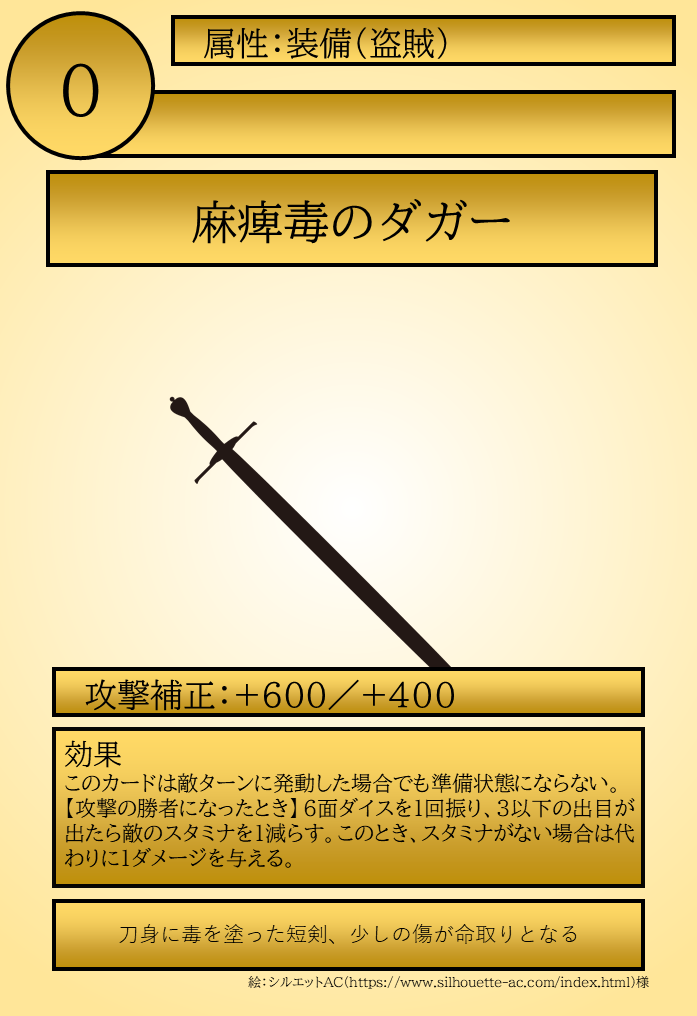 0
属性：装備（盗賊）
麻痺毒のダガー
攻撃補正：＋600／＋400
効果
このカードは敵ターンに発動した場合でも準備状態にならない。
【攻撃の勝者になったとき】6面ダイスを1回振り、3以下の出目が
出たら敵のスタミナを1減らす。このとき、スタミナがない場合は代
わりに1ダメージを与える。
刀身に毒を塗った短剣、少しの傷が命取りとなる
絵：シルエットAC（https://www.silhouette-ac.com/index.html）様